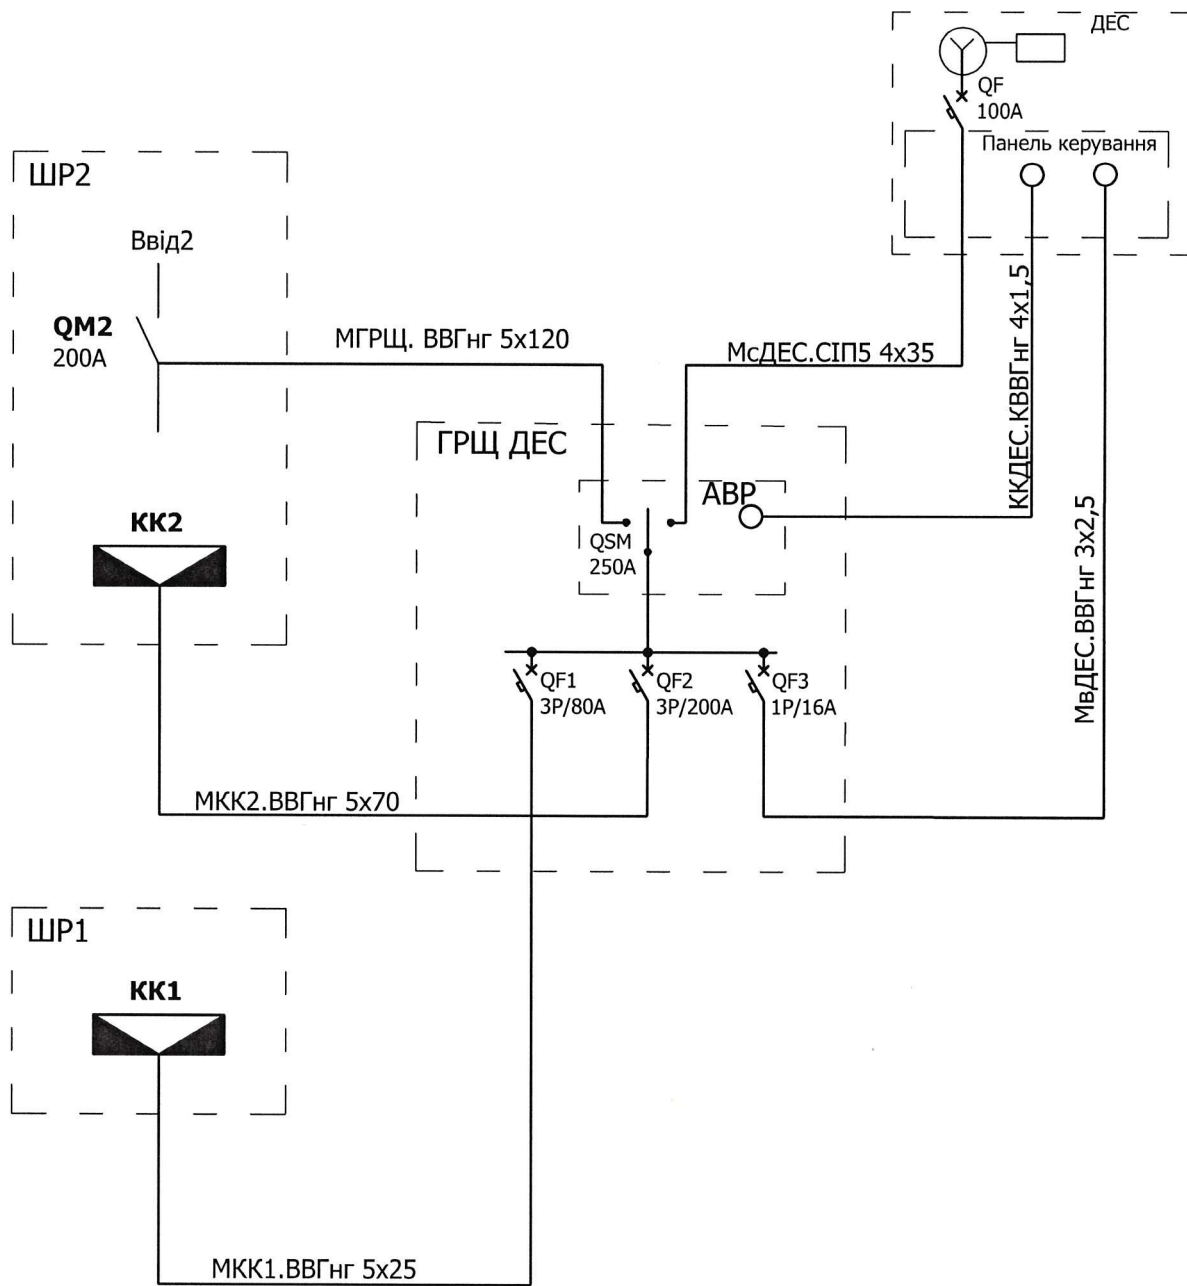 ДЕС
QF
100А
Панель керування
ШР2
Ввід2
QM2
200А
МГРЩ. ВВГнг 5х120
МсДЕС.СІП5 4х35
ККДЕС.КВВГнг 4х1,5
МвДЕС.ВВГнг 3х2,5
ГРЩ ДЕС
АВР
QSM
250А
КК2
QF1
3Р/80А
QF2
3Р/200А
QF3
1Р/16А
МКК2.ВВГнг 5х70
ШР1
КК1
МКК1.ВВГнг 5х25